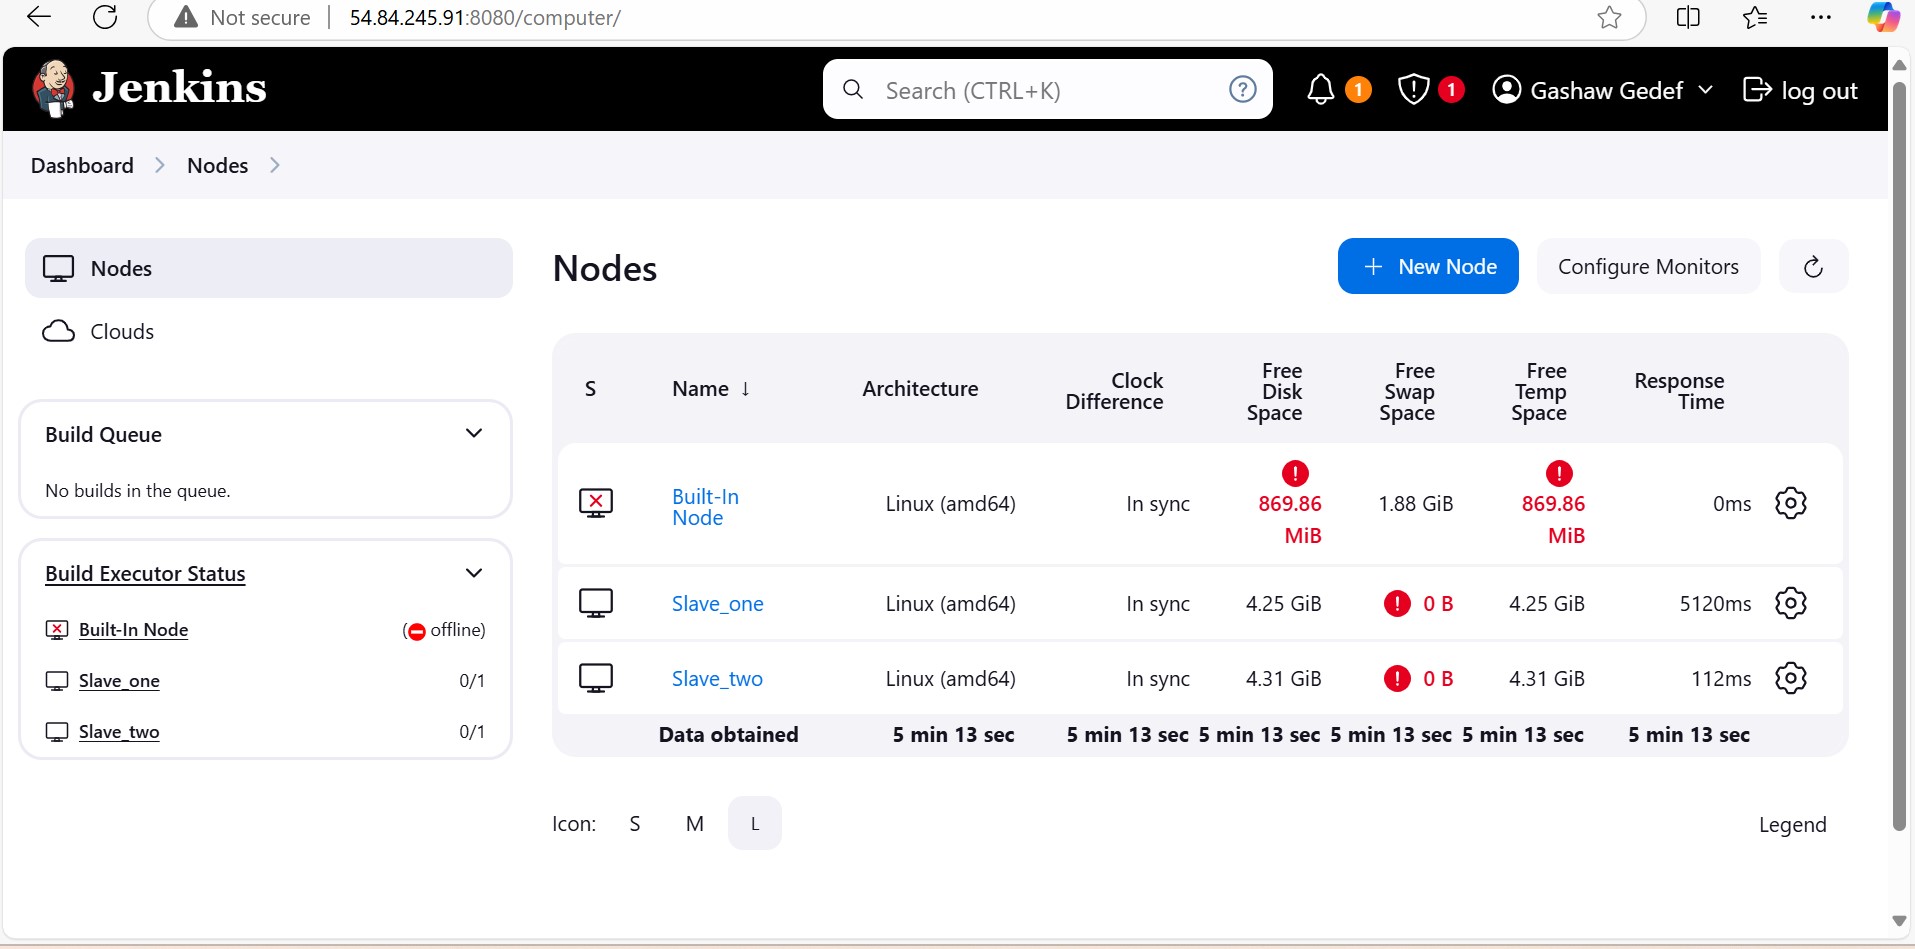 Not secure
54.84.245.91:8080/computer/
Jenkins
Search (CTRL+K)
?
1
1
Gashaw Gedef
log out
Dashboard
Nodes
Nodes
Clouds
Build Queue
No builds in the queue.
Build Executor Status
Built-In Node
(offline)
Slave_one
0/1
Slave_two
0/1
Nodes
+ New Node
Configure Monitors
S Name ↓ Architecture Clock Difference Free Disk Space Free Swap Space Free Temp Space Response Time
Built-In Node Linux (amd64) In sync 869.86 MiB 1.88 GiB 869.86 MiB 0ms
Slave_one Linux (amd64) In sync 4.25 GiB 0 B 4.25 GiB 5120ms
Slave_two Linux (amd64) In sync 4.31 GiB 0 B 4.31 GiB 112ms
Data obtained 5 min 13 sec 5 min 13 sec 5 min 13 sec 5 min 13 sec 5 min 13 sec 5 min 13 sec
Icon: S M L
Legend